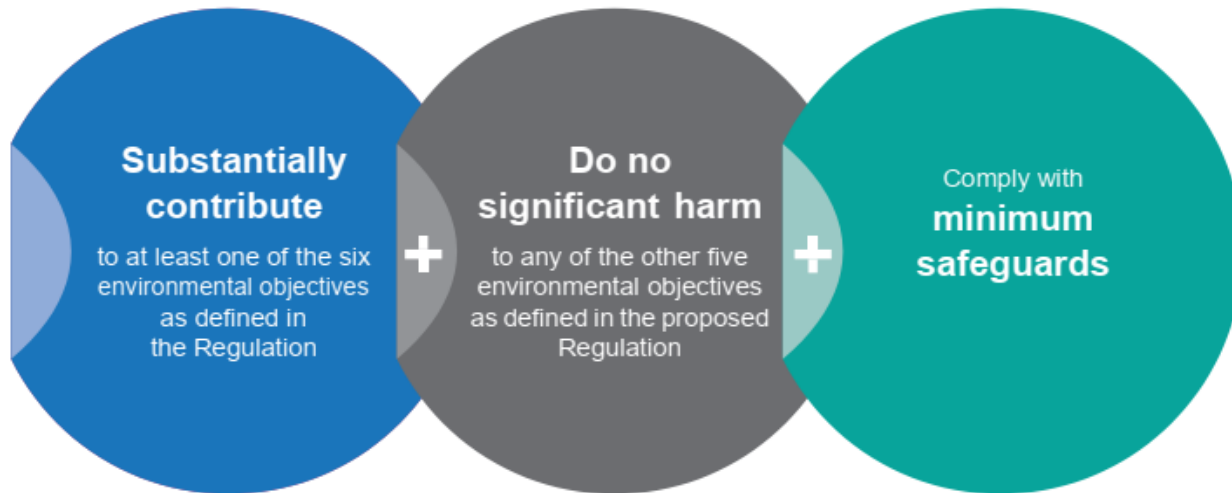 Substantially
contribute
to at least one of the six
environmental objectives
as defined in
the Regulation
+
Do no
significant harm
to any of the other five
environmental objectives
as defined in the proposed
Regulation
+
Comply with
minimum
safeguards